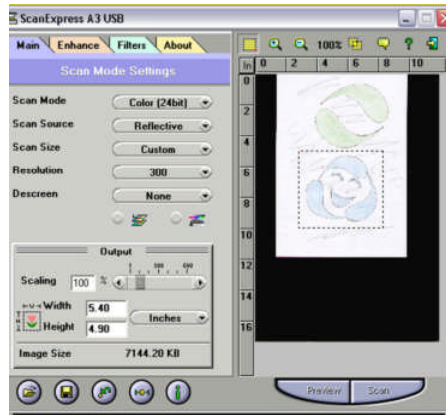 ScanExpress A3 USB
Main Enhance Filters About
100%
?
Scan Mode Settings
In 0 2 4 6 8 10
0
2
4
6
8
10
12
14
16
Scan Mode Color (24bit)
Scan Source Reflective
Scan Size Custom
Resolution 300
Descreen None
Output
Scaling 100 %
Width 5.40
Height 4.90
Inches
Image Size 7144.20 KB
Preview Scan